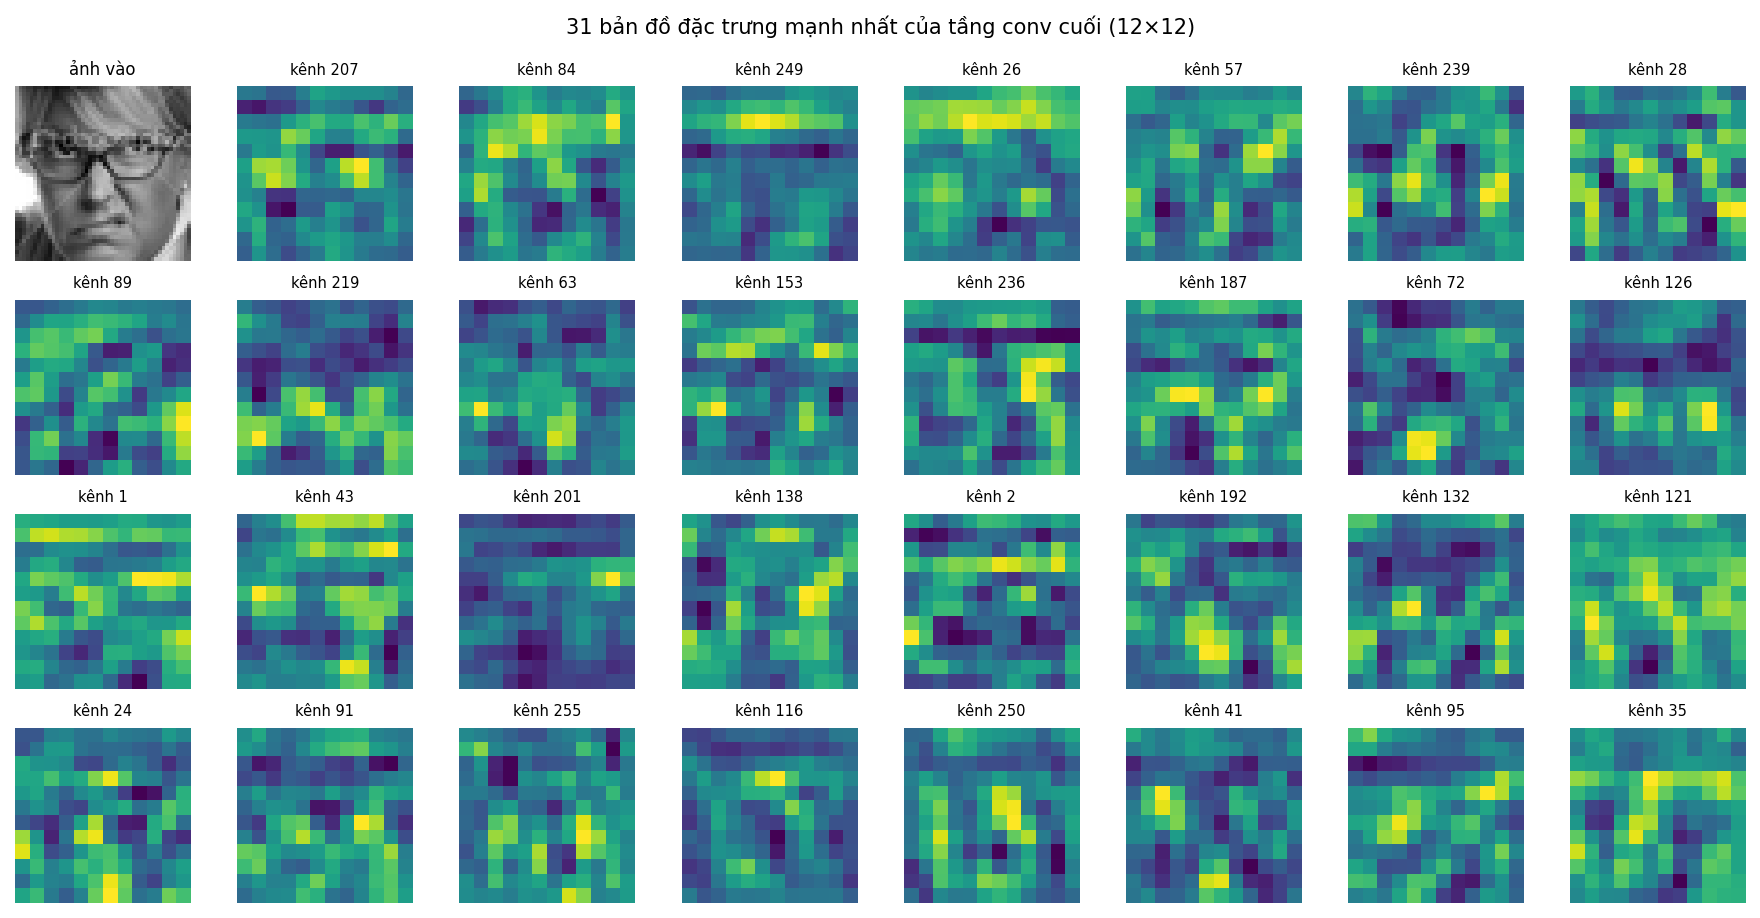 31 bản đồ đặc trưng mạnh nhất của tầng conv cuối (12×12)
ảnh vào kênh 207 kênh 84 kênh 249 kênh 26 kênh 57 kênh 239 kênh 28
kênh 89 kênh 219 kênh 63 kênh 153 kênh 236 kênh 187 kênh 72 kênh 126
kênh 1 kênh 43 kênh 201 kênh 138 kênh 2 kênh 192 kênh 132 kênh 121
kênh 24 kênh 91 kênh 255 kênh 116 kênh 250 kênh 41 kênh 95 kênh 35